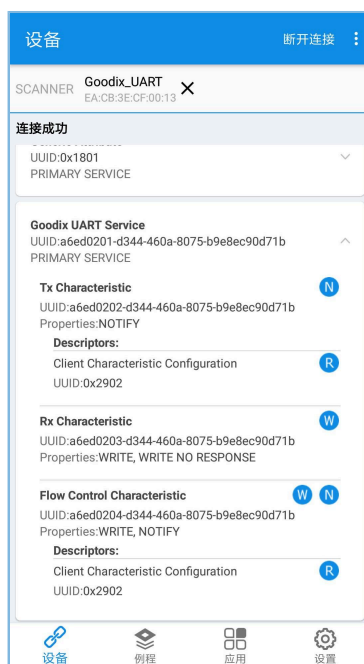 设备
断开连接
SCANNER
Goodix_UART
EA:CB:3E:CF:00:13
连接成功
UUID:0x1801
PRIMARY SERVICE
Goodix UART Service
UUID:a6ed0201-d344-460a-8075-b9e8ec90d71b
PRIMARY SERVICE
Tx Characteristic
N
UUID:a6ed0202-d344-460a-8075-b9e8ec90d71b
Properties:NOTIFY
Descriptors:
Client Characteristic Configuration
R
UUID:0x2902
Rx Characteristic
W
UUID:a6ed0203-d344-460a-8075-b9e8ec90d71b
Properties:WRITE, WRITE NO RESPONSE
Flow Control Characteristic
W N
UUID:a6ed0204-d344-460a-8075-b9e8ec90d71b
Properties:WRITE, NOTIFY
Descriptors:
Client Characteristic Configuration
R
UUID:0x2902
设备
例程
应用
设置